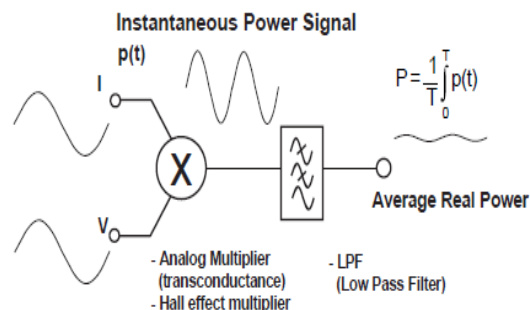 Instantaneous Power Signal
p(t)
I
P = 1/T ∫₀ᵀ p(t)
X
V
Average Real Power
- Analog Multiplier
(transconductance)
- Hall effect multiplier
- LPF
(Low Pass Filter)